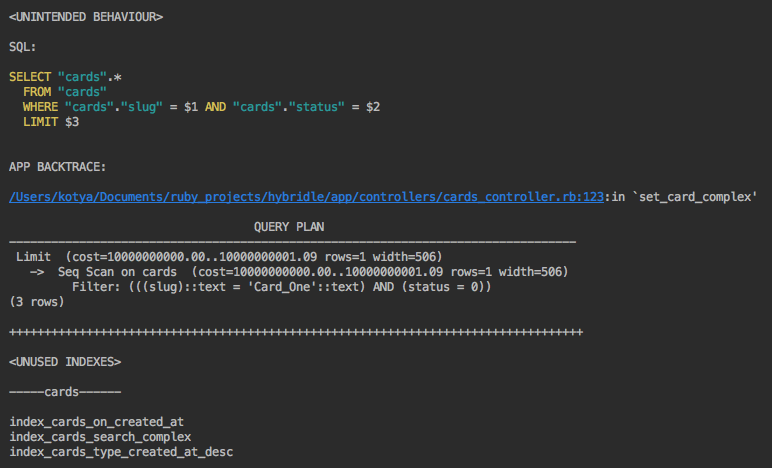 <UNINTENDED BEHAVIOUR>
SQL:
SELECT "cards".*
FROM "cards"
WHERE "cards"."slug" = $1 AND "cards"."status" = $2
LIMIT $3
APP BACKTRACE:
/Users/kotya/Documents/ruby_projects/hybridle/app/controllers/cards_controller.rb:123:in `set_card_complex'
QUERY PLAN
---------------------------------------------------------------------------------
Limit  (cost=10000000000.00..10000000001.09 rows=1 width=506)
->  Seq Scan on cards  (cost=10000000000.00..10000000001.09 rows=1 width=506)
Filter: (((slug)::text = 'Card_One'::text) AND (status = 0))
(3 rows)
++++++++++++++++++++++++++++++++++++++++++++++++++++++++++++++++++++++++++++++++++
<UNUSED INDEXES>
-----cards------
index_cards_on_created_at
index_cards_search_complex
index_cards_type_created_at_desc